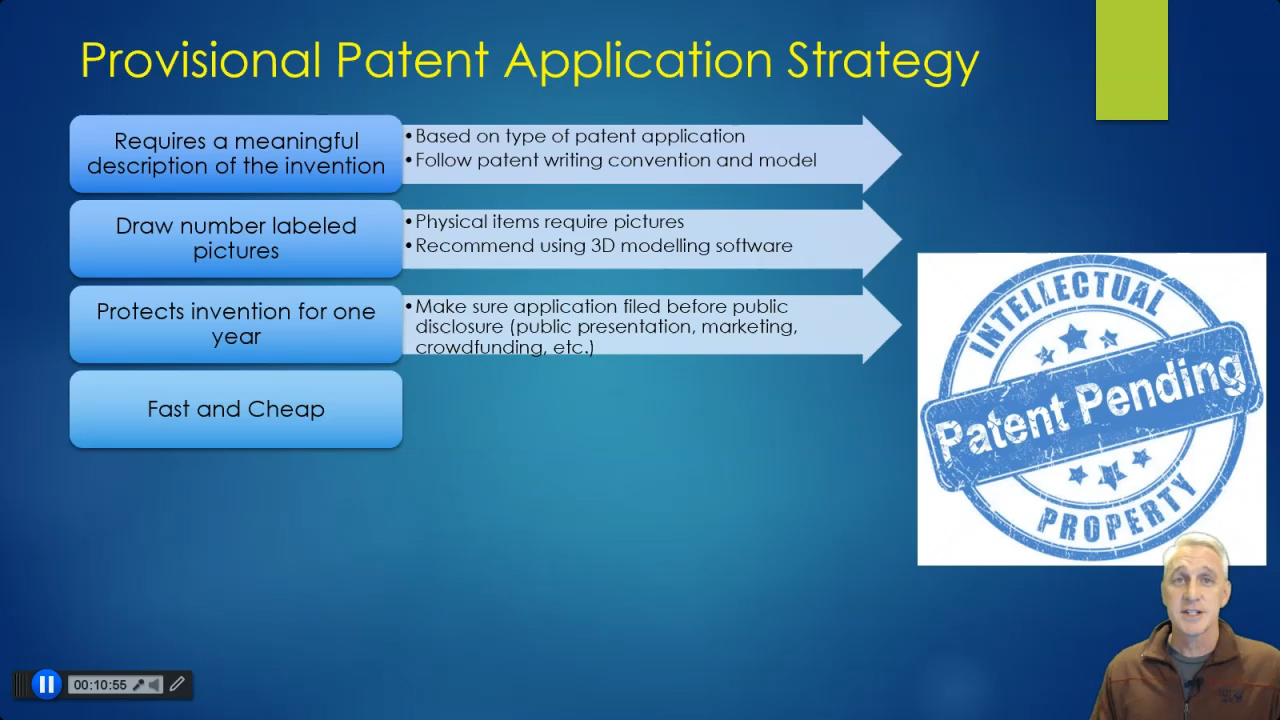 Provisional Patent Application Strategy
Requires a meaningful
description of the invention
•Based on type of patent application
•Follow patent writing convention and model
Draw number labeled
pictures
•Physical items require pictures
•Recommend using 3D modelling software
Protects invention for one
year
•Make sure application filed before public
disclosure (public presentation, marketing,
crowdfunding, etc.)
Fast and Cheap
INTELLECTUAL
Patent Pending
PROPERTY
00:10:55